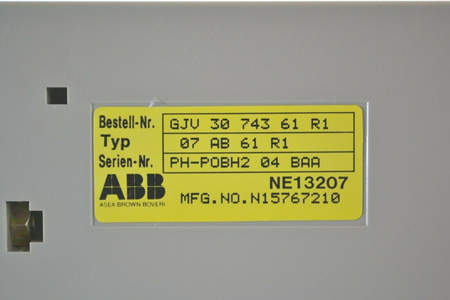 Bestell-Nr. GJV 30 743 61 R1
Typ 07 AB 61 R1
Serien-Nr. PH-POBH2 04 BAA
ABB NE13207
ASEA BROWN BOVERI MFG.NO.N15767210